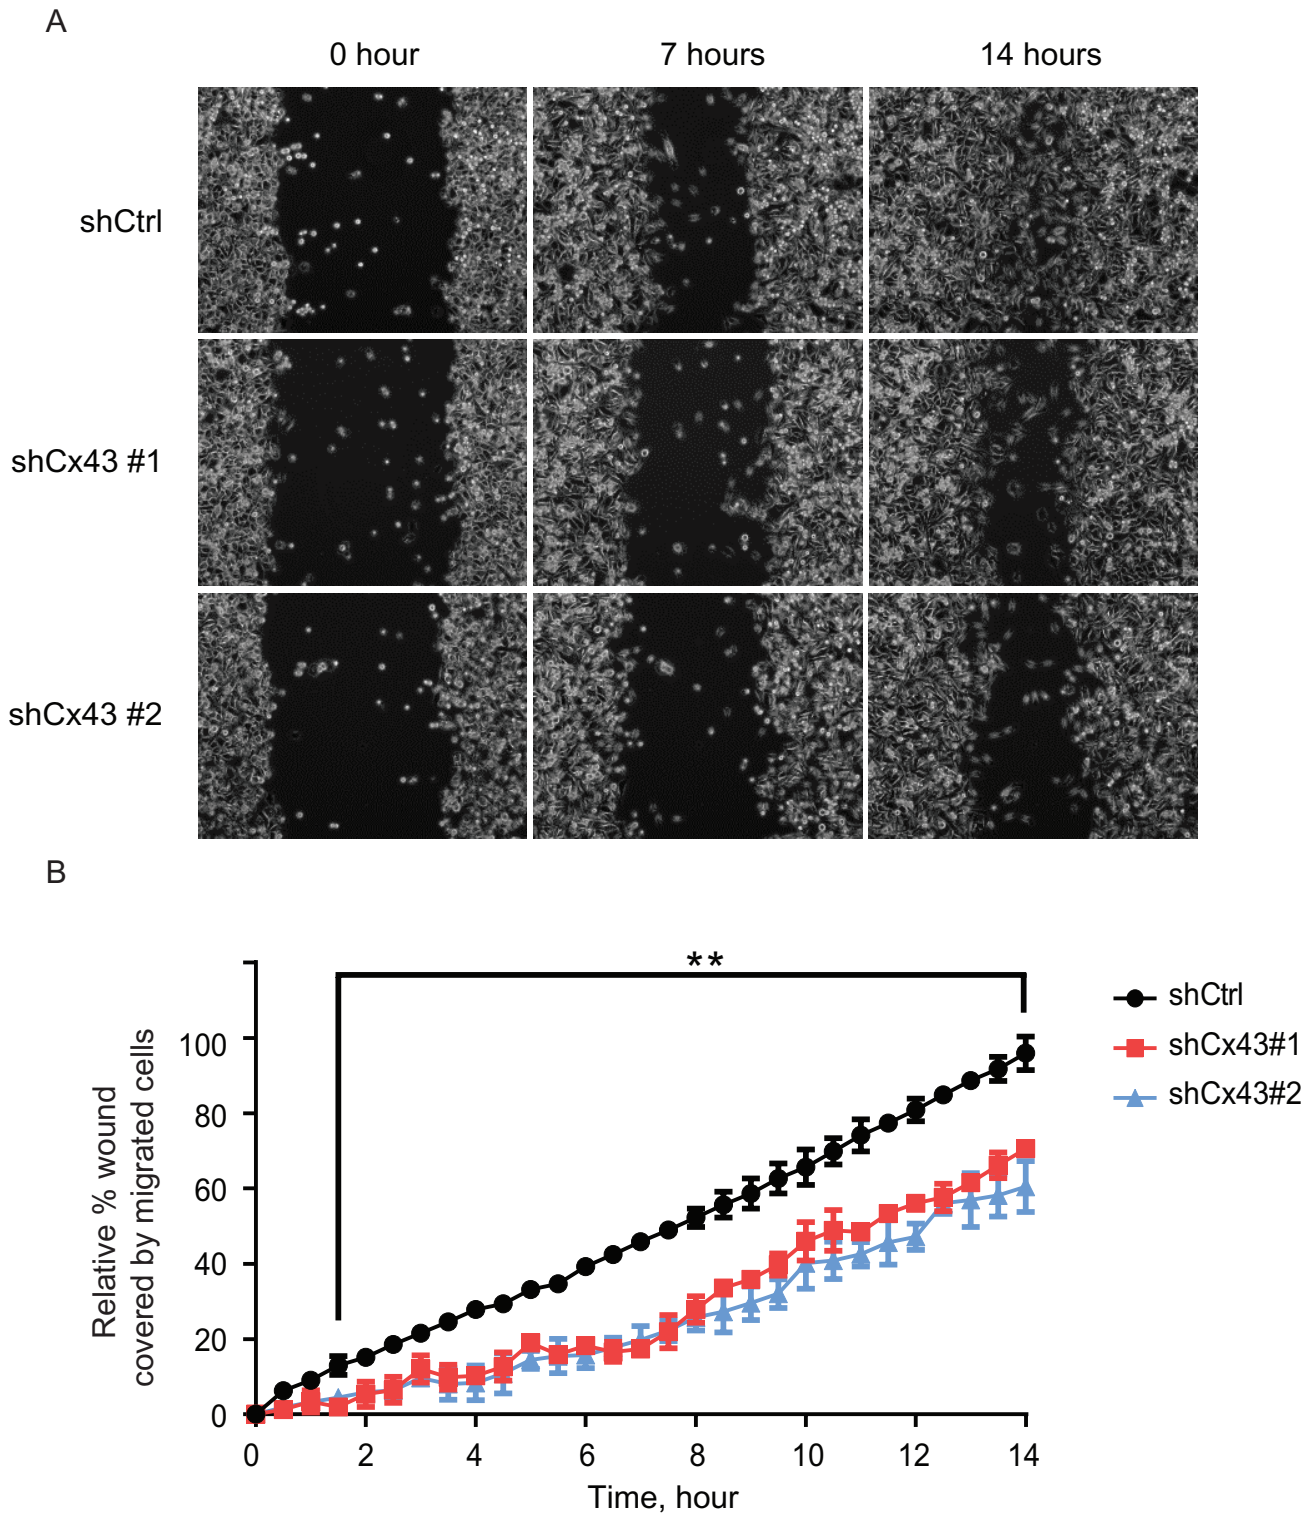 A
0 hour
7 hours
14 hours
shCtrl
shCx43 #1
shCx43 #2
B
**
shCtrl
shCx43#1
shCx43#2
Relative % wound
covered by migrated cells
100
80
60
40
20
0
0 2 4 6 8 10 12 14
Time, hour